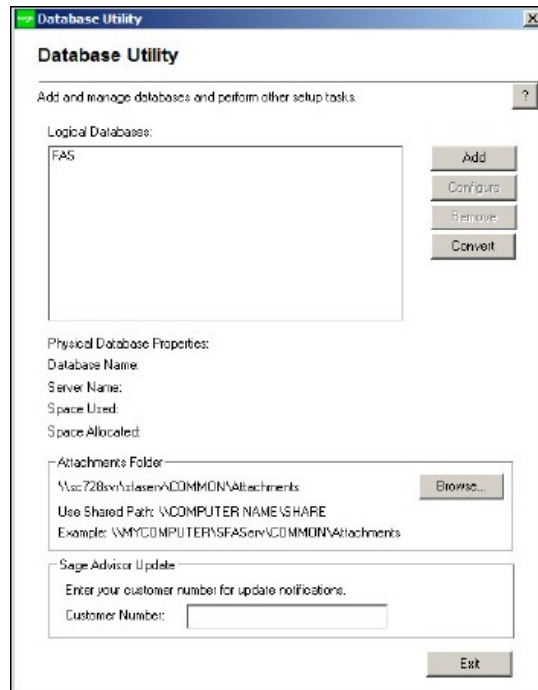 Database Utility
X
Database Utility
Add and manage databases and perform other setup tasks.
?
Logical Databases:
FAS
Add
Configure
Remove
Convert
Physical Database Properties:
Database Name:
Server Name:
Space Used:
Space Allocated:
Attachments Folder
\COMMON\Attachments
Browse...
Use Shared Path: \\COMPUTER NAME\SHARE
Example: \\MYCOMPUTER\SFAServ\COMMON\Attachments
Sage Advisor Update
Enter your customer number for update notifications.
Customer Number:
Exit